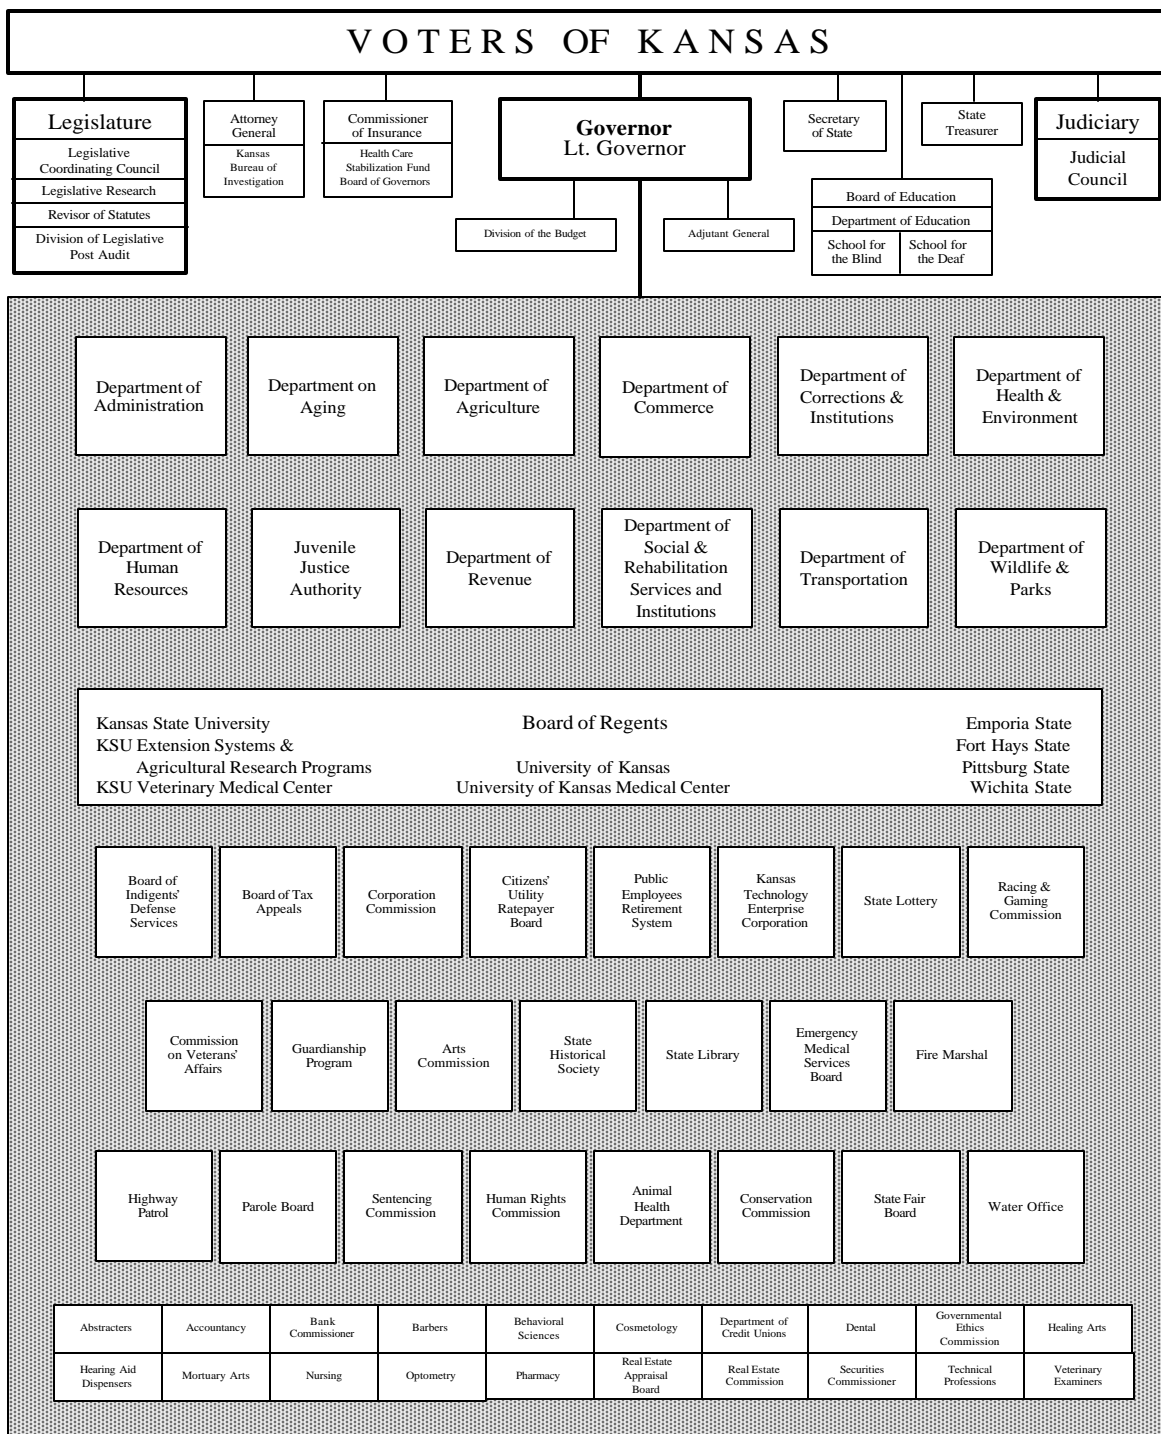 VOTERS OF KANSAS
Legislature
Legislative
Coordinating Council
Legislative Research
Revisor of Statutes
Division of Legislative
Post Audit
Attorney
General
Kansas
Bureau of
Investigation
Commissioner
of Insurance
Health Care
Stabilization Fund
Board of Governors
Governor
Lt. Governor
Division of the Budget
Adjutant General
Secretary
of State
Board of Education
Department of Education
School for
the Blind
School for
the Deaf
State
Treasurer
Judiciary
Judicial
Council
Department of
Administration
Department on
Aging
Department of
Agriculture
Department of
Commerce
Department of
Corrections &
Institutions
Department of
Health &
Environment
Department of
Human
Resources
Juvenile
Justice
Authority
Department of
Revenue
Department of
Social &
Rehabilitation
Services and
Institutions
Department of
Transportation
Department of
Wildlife &
Parks
Board of Regents
Kansas State University
KSU Extension Systems &
Agricultural Research Programs
KSU Veterinary Medical Center
University of Kansas
University of Kansas Medical Center
Emporia State
Fort Hays State
Pittsburg State
Wichita State
Board of
Indigents'
Defense
Services
Board of Tax
Appeals
Corporation
Commission
Citizens'
Utility
Ratepayer
Board
Public
Employees
Retirement
System
Kansas
Technology
Enterprise
Corporation
State Lottery
Racing &
Gaming
Commission
Commission
on Veterans'
Affairs
Guardianship
Program
Arts
Commission
State
Historical
Society
State Library
Emergency
Medical
Services
Board
Fire Marshal
Highway
Patrol
Parole Board
Sentencing
Commission
Human Rights
Commission
Animal
Health
Department
Conservation
Commission
State Fair
Board
Water Office
Abstracters
Accountancy
Bank
Commissioner
Barbers
Behavioral
Sciences
Cosmetology
Department of
Credit Unions
Dental
Governmental
Ethics
Commission
Healing Arts
Hearing Aid
Dispensers
Mortuary Arts
Nursing
Optometry
Pharmacy
Real Estate
Appraisal
Board
Real Estate
Commission
Securities
Commissioner
Technical
Professions
Veterinary
Examiners